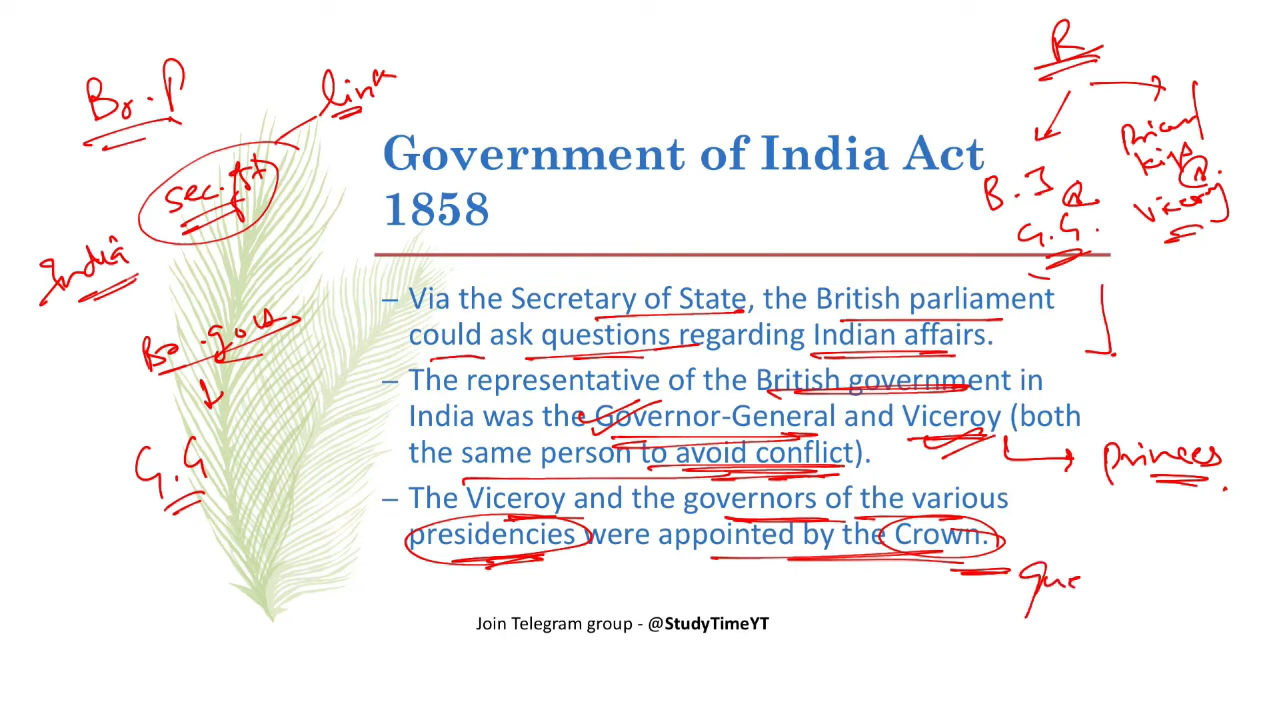 R
Br. P
link
Government of India Act
1858
Sec. of
India
B. I
G. G.
Viceroy
– Via the Secretary of State, the British parliament
could ask questions regarding Indian affairs.
Br. gov
– The representative of the British government in
India was the Governor-General and Viceroy (both
the same person to avoid conflict).
G. G
Princes
– The Viceroy and the governors of the various
presidencies were appointed by the Crown.
Que
Join Telegram group - @StudyTimeYT